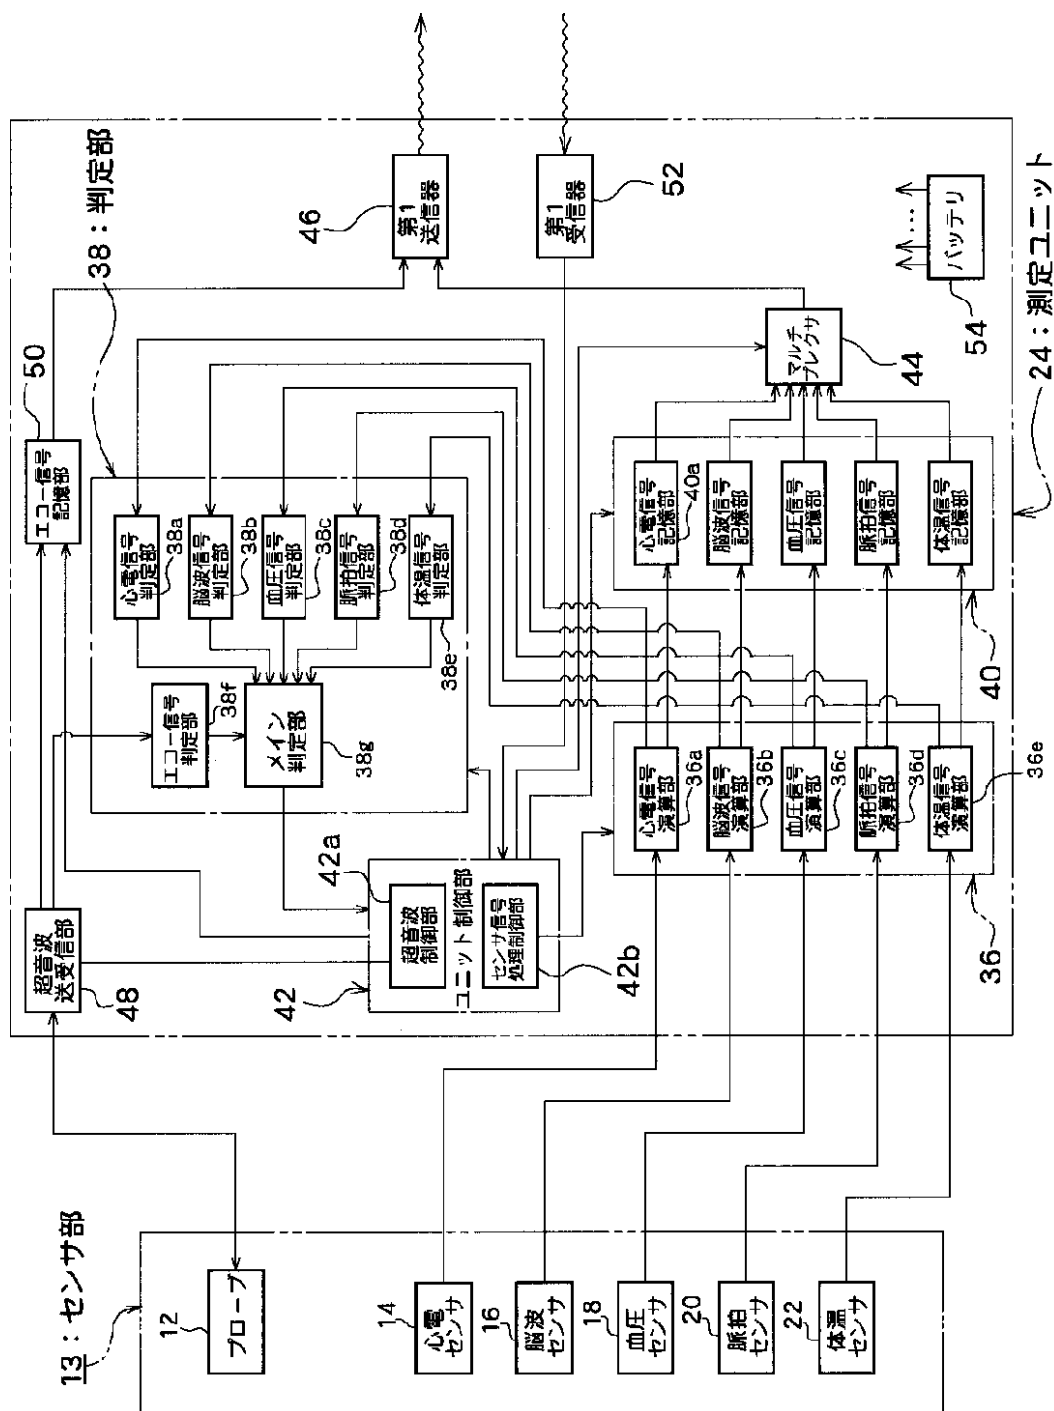 13：センサ部
12
プローブ
14
心電
センサ
16
脳波
センサ
18
血圧
センサ
20
脈拍
センサ
22
体温
センサ
超音波
送受信部
48
エコー信号
記憶部
50
38：判定部
エコー信号
判定部
38f
メイン
判定部
38g
心電信号
判定部
38a
脳波信号
判定部
38b
血圧信号
判定部
38c
脈拍信号
判定部
38d
体温信号
判定部
38e
42
42a
超音波
制御部
ユニット制御部
センサ信号
処理制御部
42b
第1
送信器
46
第1
受信器
52
心電信号
演算部
36a
脳波信号
演算部
36b
血圧信号
演算部
36c
脈拍信号
演算部
36d
体温信号
演算部
36e
36
心電信号
記憶部
40a
脳波信号
記憶部
血圧信号
記憶部
脈拍信号
記憶部
体温信号
記憶部
40
マルチ
プレクサ
44
バッテリ
54
24：測定ユニット